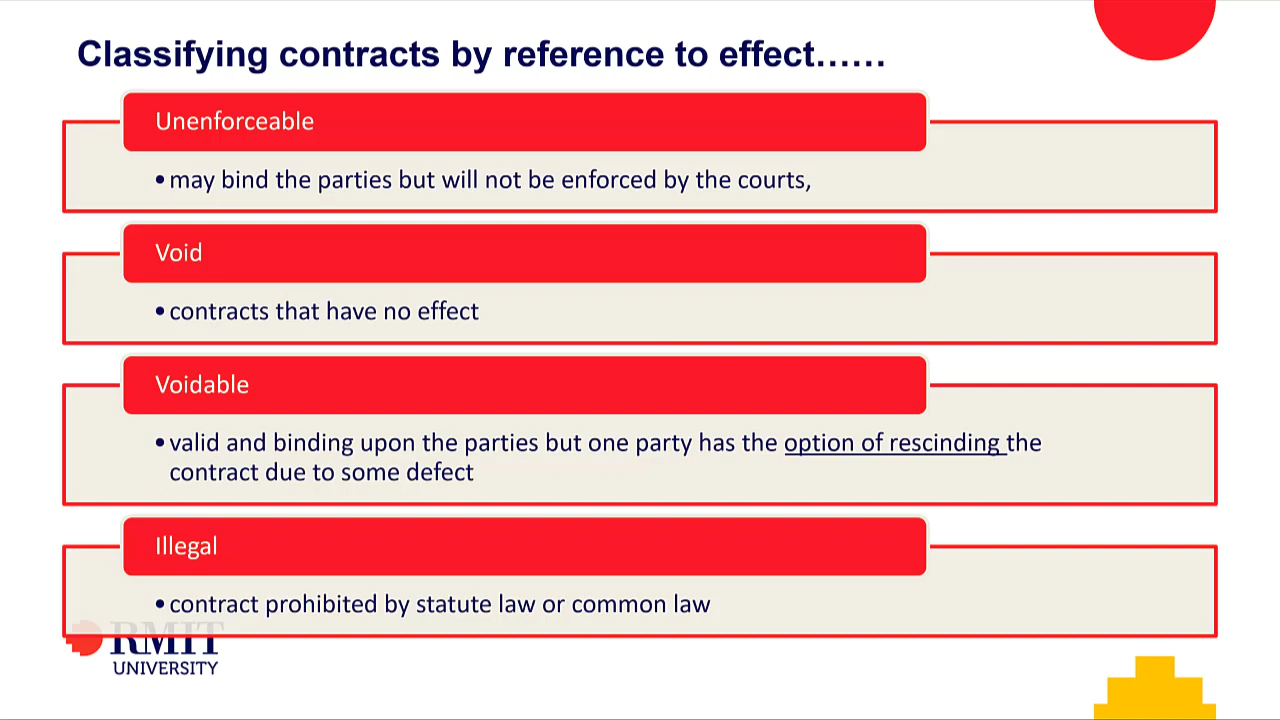 Classifying contracts by reference to effect……
Unenforceable
•may bind the parties but will not be enforced by the courts,
Void
•contracts that have no effect
Voidable
•valid and binding upon the parties but one party has the option of rescinding the
contract due to some defect
Illegal
•contract prohibited by statute law or common law
RMIT
UNIVERSITY